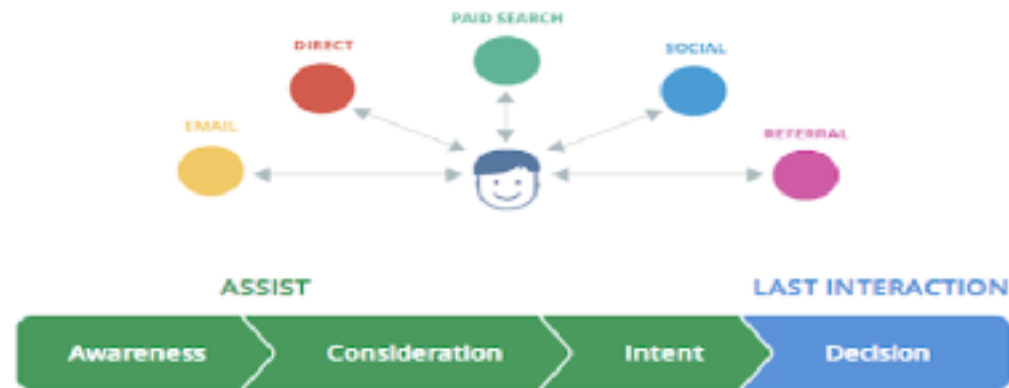 PAID SEARCH
DIRECT
SOCIAL
EMAIL
REFERRAL
ASSIST
LAST INTERACTION
Awareness
Consideration
Intent
Decision